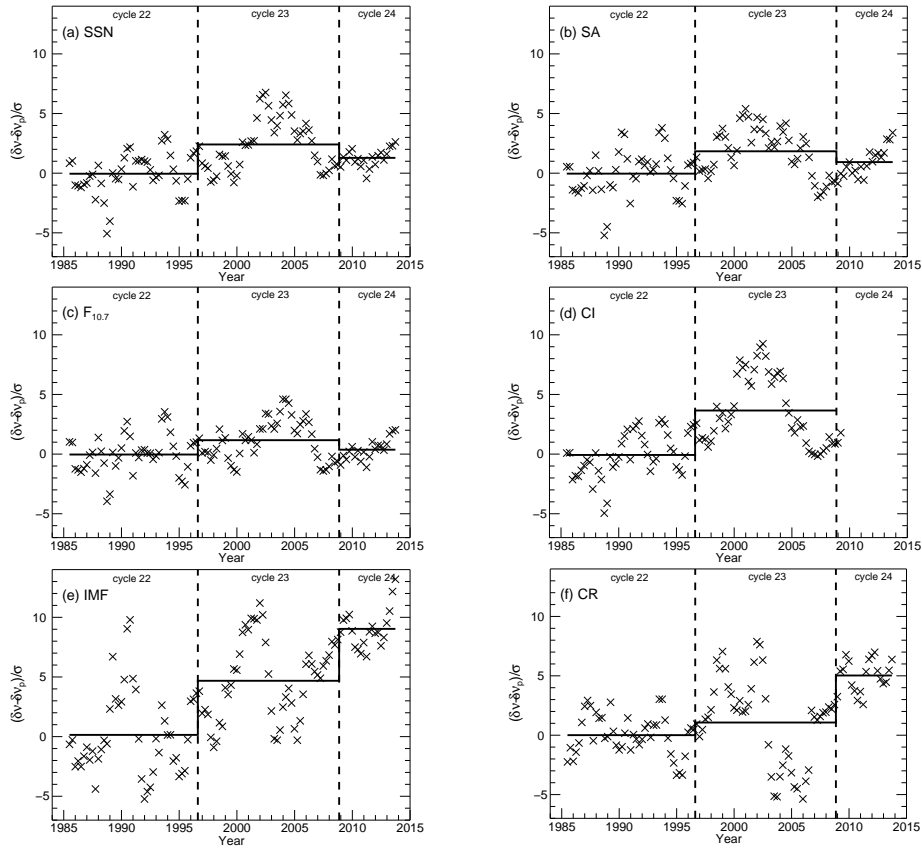 cycle 22 cycle 23 cycle 24
(a) SSN
(δν-δνp)/σ
10
5
0
−5
1985 1990 1995 2000 2005 2010 2015
Year
cycle 22 cycle 23 cycle 24
(b) SA
(δν-δνp)/σ
10
5
0
−5
1985 1990 1995 2000 2005 2010 2015
Year
cycle 22 cycle 23 cycle 24
(c) F10.7
(δν-δνp)/σ
10
5
0
−5
1985 1990 1995 2000 2005 2010 2015
Year
cycle 22 cycle 23 cycle 24
(d) CI
(δν-δνp)/σ
10
5
0
−5
1985 1990 1995 2000 2005 2010 2015
Year
cycle 22 cycle 23 cycle 24
(e) IMF
(δν-δνp)/σ
10
5
0
−5
1985 1990 1995 2000 2005 2010 2015
Year
cycle 22 cycle 23 cycle 24
(f) CR
(δν-δνp)/σ
10
5
0
−5
1985 1990 1995 2000 2005 2010 2015
Year